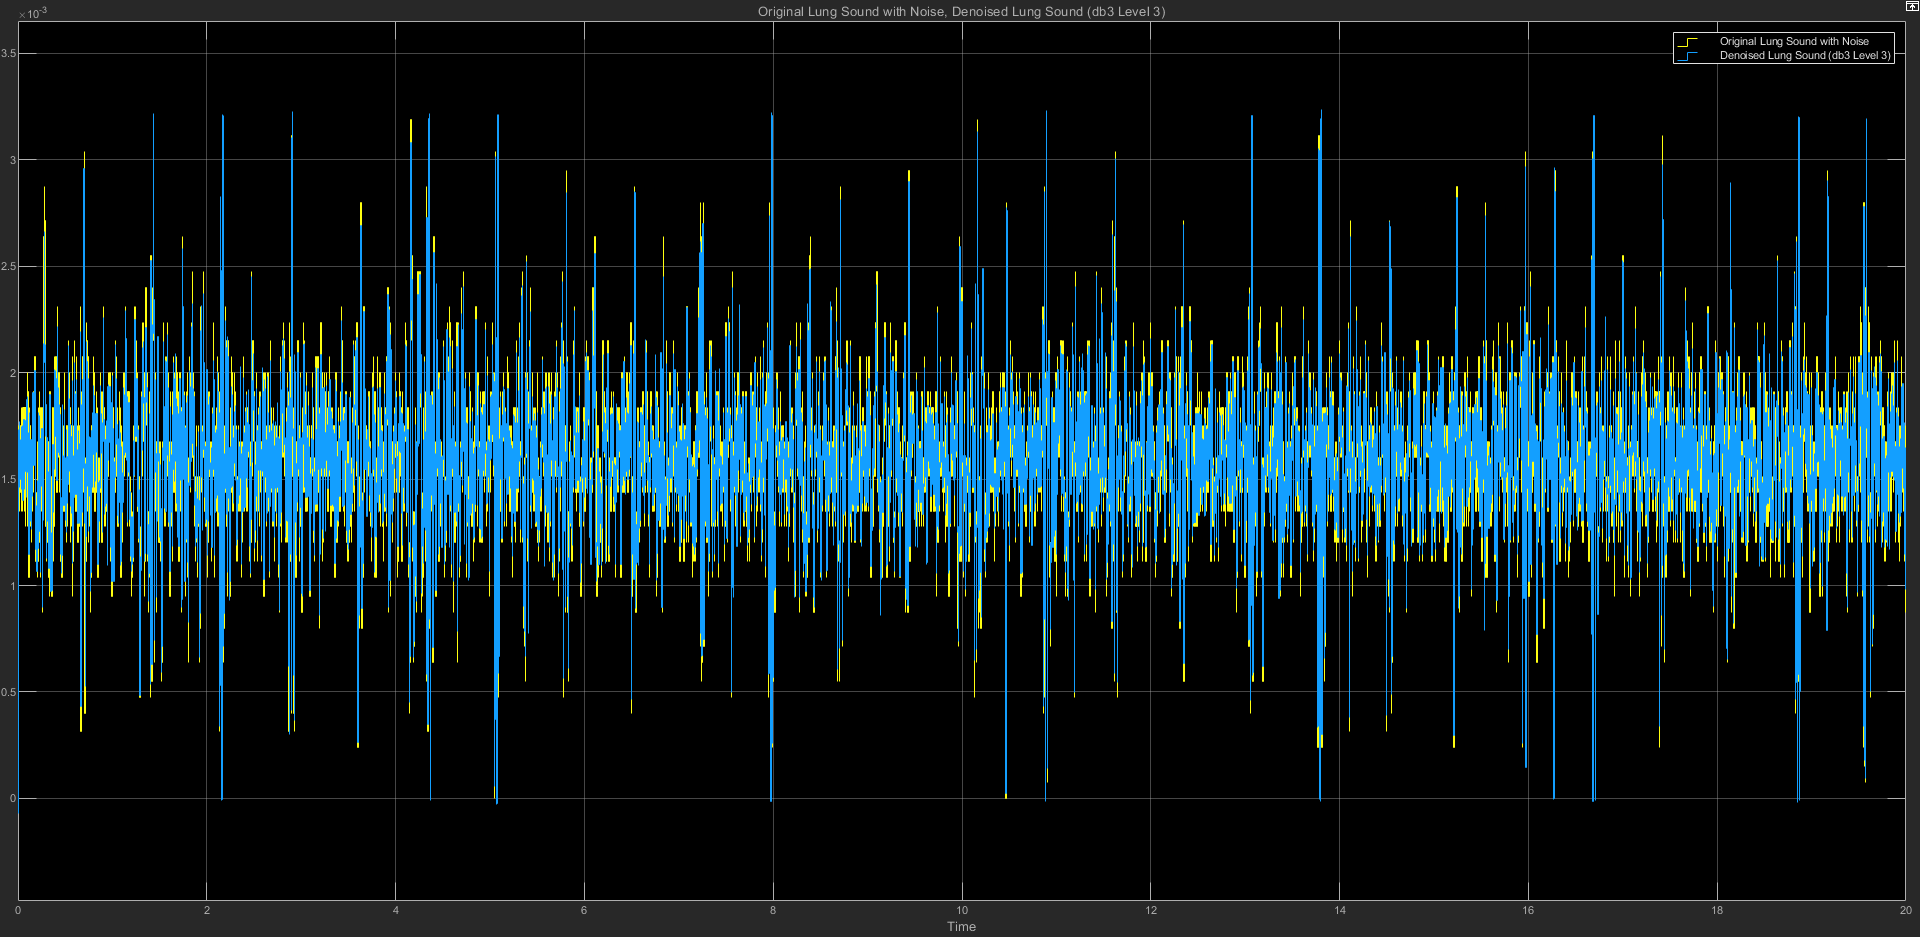 Original Lung Sound with Noise, Denoised Lung Sound (db3 Level 3)
×10⁻³
Original Lung Sound with Noise
Denoised Lung Sound (db3 Level 3)
3.5
3
2.5
2
1.5
1
0.5
0
0 2 4 6 8 10 12 14 16 18 20
Time